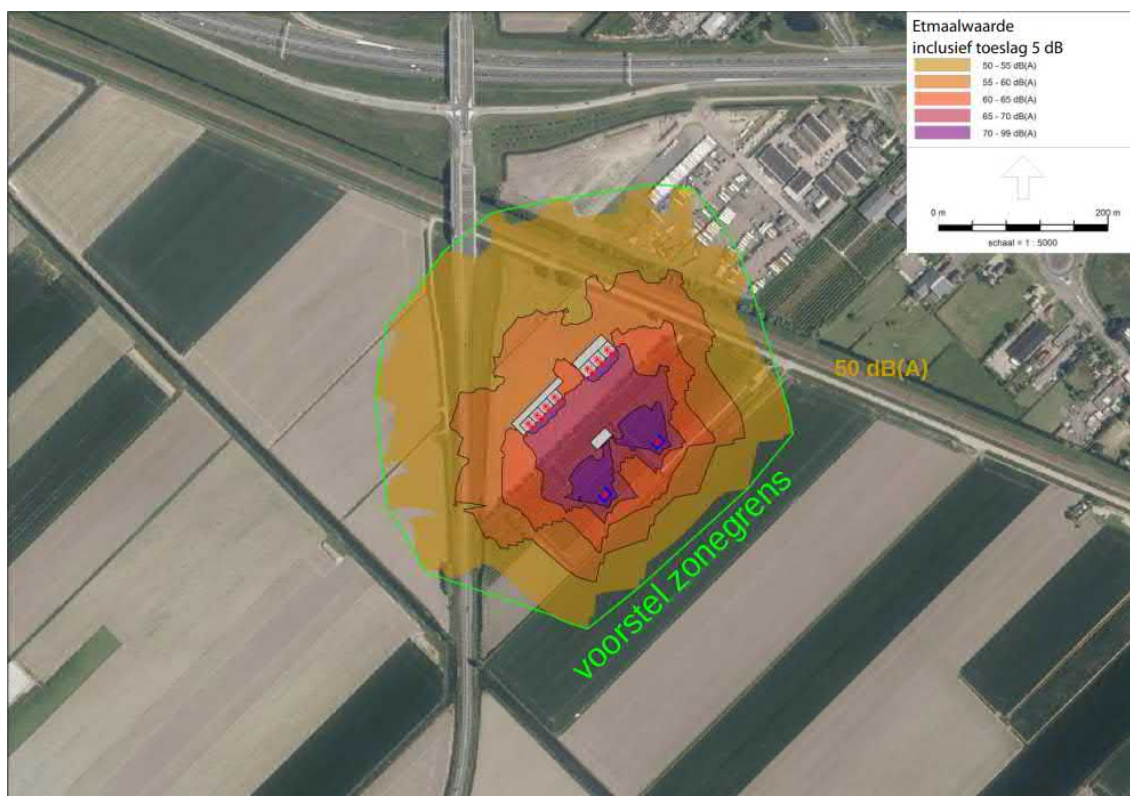 Etmaalwaarde
inclusief toeslag 5 dB
50 - 55 dB(A)
55 - 60 dB(A)
60 - 65 dB(A)
65 - 70 dB(A)
70 - 99 dB(A)
0 m 200 m
schaal = 1 : 5000
50 dB(A)
voorstel zonegrens